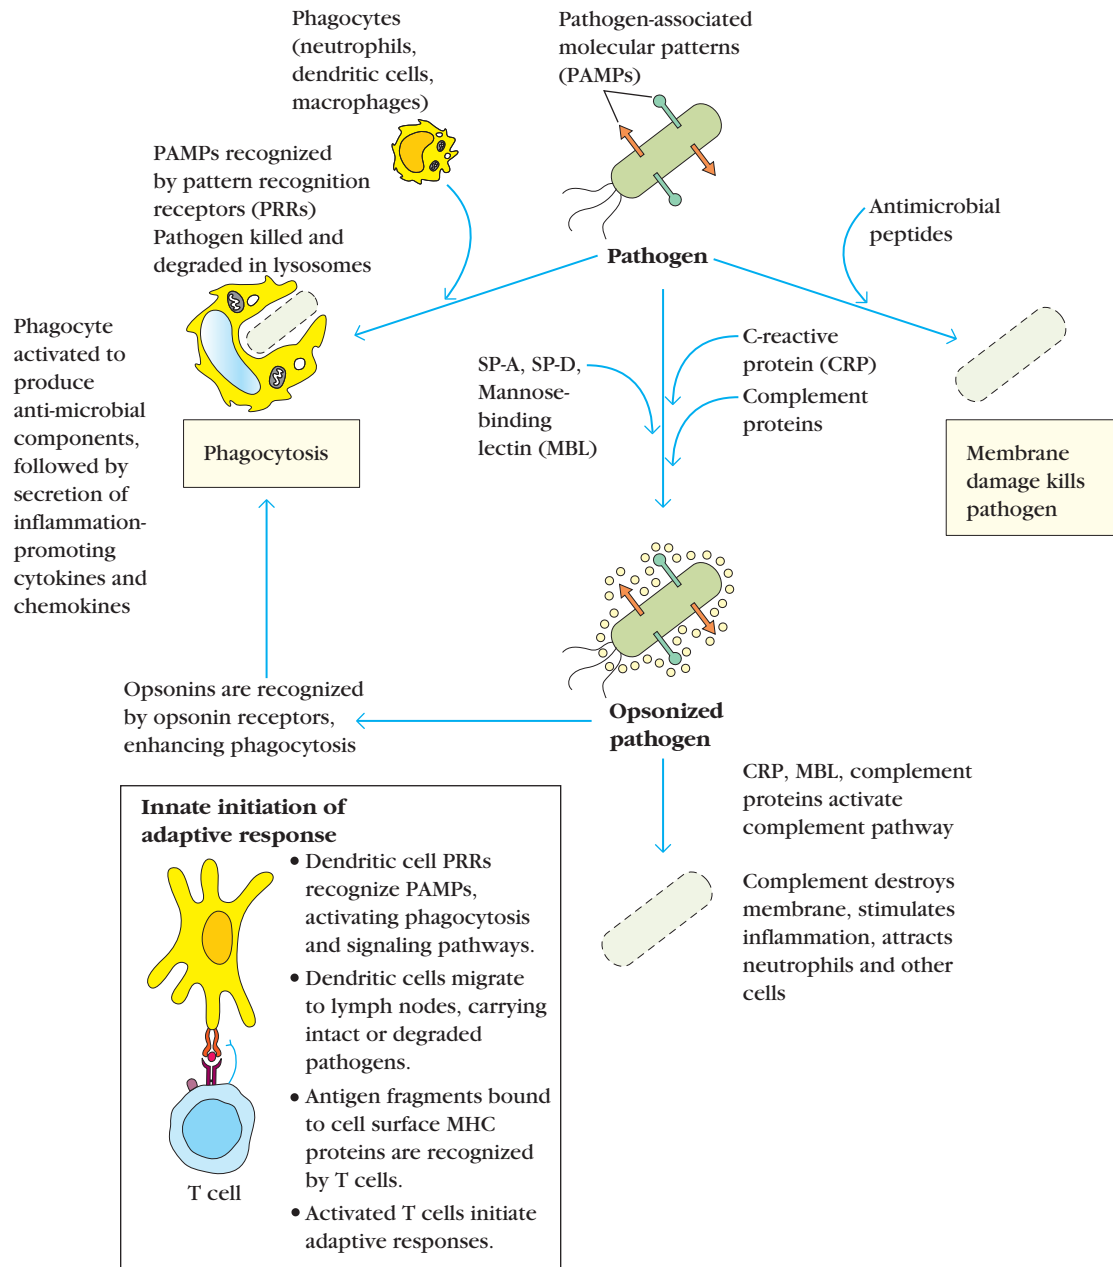 Phagocytes
(neutrophils,
dendritic cells,
macrophages)
Pathogen-associated
molecular patterns
(PAMPs)
PAMPs recognized
by pattern recognition
receptors (PRRs)
Pathogen killed and
degraded in lysosomes
Antimicrobial
peptides
Pathogen
Phagocyte
activated to
produce
anti-microbial
components,
followed by
secretion of
inflammation-
promoting
cytokines and
chemokines
Phagocytosis
SP-A, SP-D,
Mannose-
binding
lectin (MBL)
C-reactive
protein (CRP)
Complement
proteins
Membrane
damage kills
pathogen
Opsonins are recognized
by opsonin receptors,
enhancing phagocytosis
Opsonized
pathogen
CRP, MBL, complement
proteins activate
complement pathway
Complement destroys
membrane, stimulates
inflammation, attracts
neutrophils and other
cells
Innate initiation of
adaptive response
• Dendritic cell PRRs
recognize PAMPs,
activating phagocytosis
and signaling pathways.
• Dendritic cells migrate
to lymph nodes, carrying
intact or degraded
pathogens.
• Antigen fragments bound
to cell surface MHC
proteins are recognized
by T cells.
• Activated T cells initiate
adaptive responses.
T cell